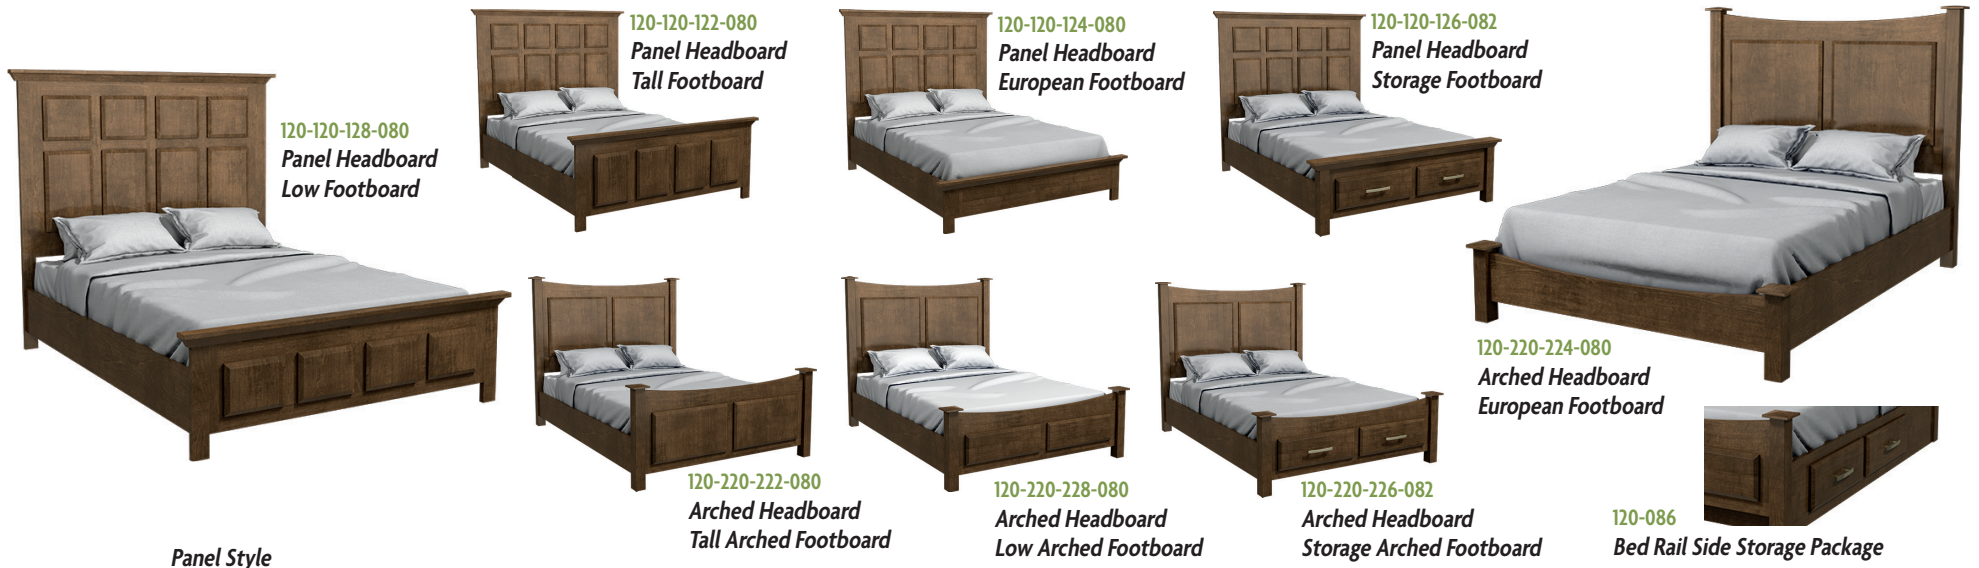 120-120-128-080
Panel Headboard
Low Footboard
120-120-122-080
Panel Headboard
Tall Footboard
120-120-124-080
Panel Headboard
European Footboard
120-120-126-082
Panel Headboard
Storage Footboard
120-220-222-080
Arched Headboard
Tall Arched Footboard
120-220-228-080
Arched Headboard
Low Arched Footboard
120-220-226-082
Arched Headboard
Storage Arched Footboard
120-220-224-080
Arched Headboard
European Footboard
120-086
Bed Rail Side Storage Package
Panel Style